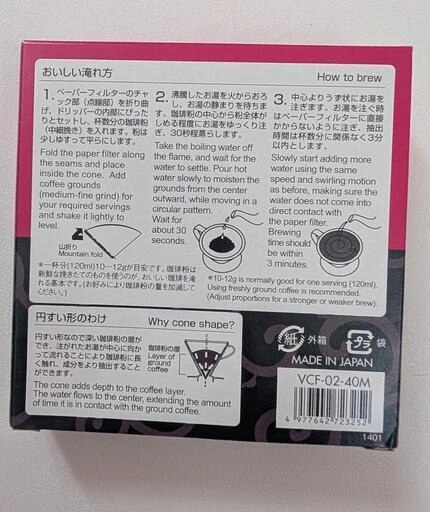 おいしい淹れ方
How to brew
1. ペーパーフィルターのチャ
ック部（点線部）を折り曲
げ、ドリッパーの内部にぴった
りとセットし、杯数分の珈琲粉
（中細挽き）を入れます。粉は
少しゆすって平らにします。
Fold the paper filter along
the seams and place
inside the cone. Add
coffee grounds
(medium-fine grind) for
your required servings
and shake it lightly to
level.
山折り
Mountain fold
2. 沸騰したお湯を火からおろ
し、お湯の静まりを待ちま
す。珈琲粉の中心から粉全体が
しめる程度にお湯をゆっくり注
ぎ、30秒程蒸らします。
Take the boiling water off
the flame, and wait for the
water to settle. Pour hot
water slowly to moisten the
grounds from the center
outward, while moving in a
circular pattern.
Wait for
about 30
seconds.
3. 中心よりうず状にお湯を
注ぎます。お湯を注ぐ時
はペーパーフィルターに直接
かからないように注ぎ、抽出
時間は杯数分に関係なく3分
以内とします。
Slowly start adding more
water using the same
speed and swirling motion
as before, making sure the
water does not come into
direct contact with
the paper filter.
Brewing
time should
be within
3 minutes.
＊一杯分(120ml)10～12gが目安です。珈琲粉は
新鮮な挽きたてのものを使うのが、おいしい珈琲を淹
れる基本です。(お好みにより珈琲粉の量を加減してくだ
さい。)
*10-12g is normally good for one serving (120ml).
Using freshly ground coffee is recommended.
(Adjust proportions for a stronger or weaker brew).
円すい形のわけ
Why cone shape?
円すい形なので深い珈琲粉の層が
でき、注がれたお湯が中心に向か
って流れることにより珈琲粉に長
く触れ、成分をより抽出すること
ができます。
珈琲粉の層
Layer of
ground
coffee
The cone adds depth to the coffee layer.
The water flows to the center, extending the amount
of time it is in contact with the ground coffee.
紙 外箱
プラ 袋
MADE IN JAPAN
VCF-02-40M
4 977642 723252
1401